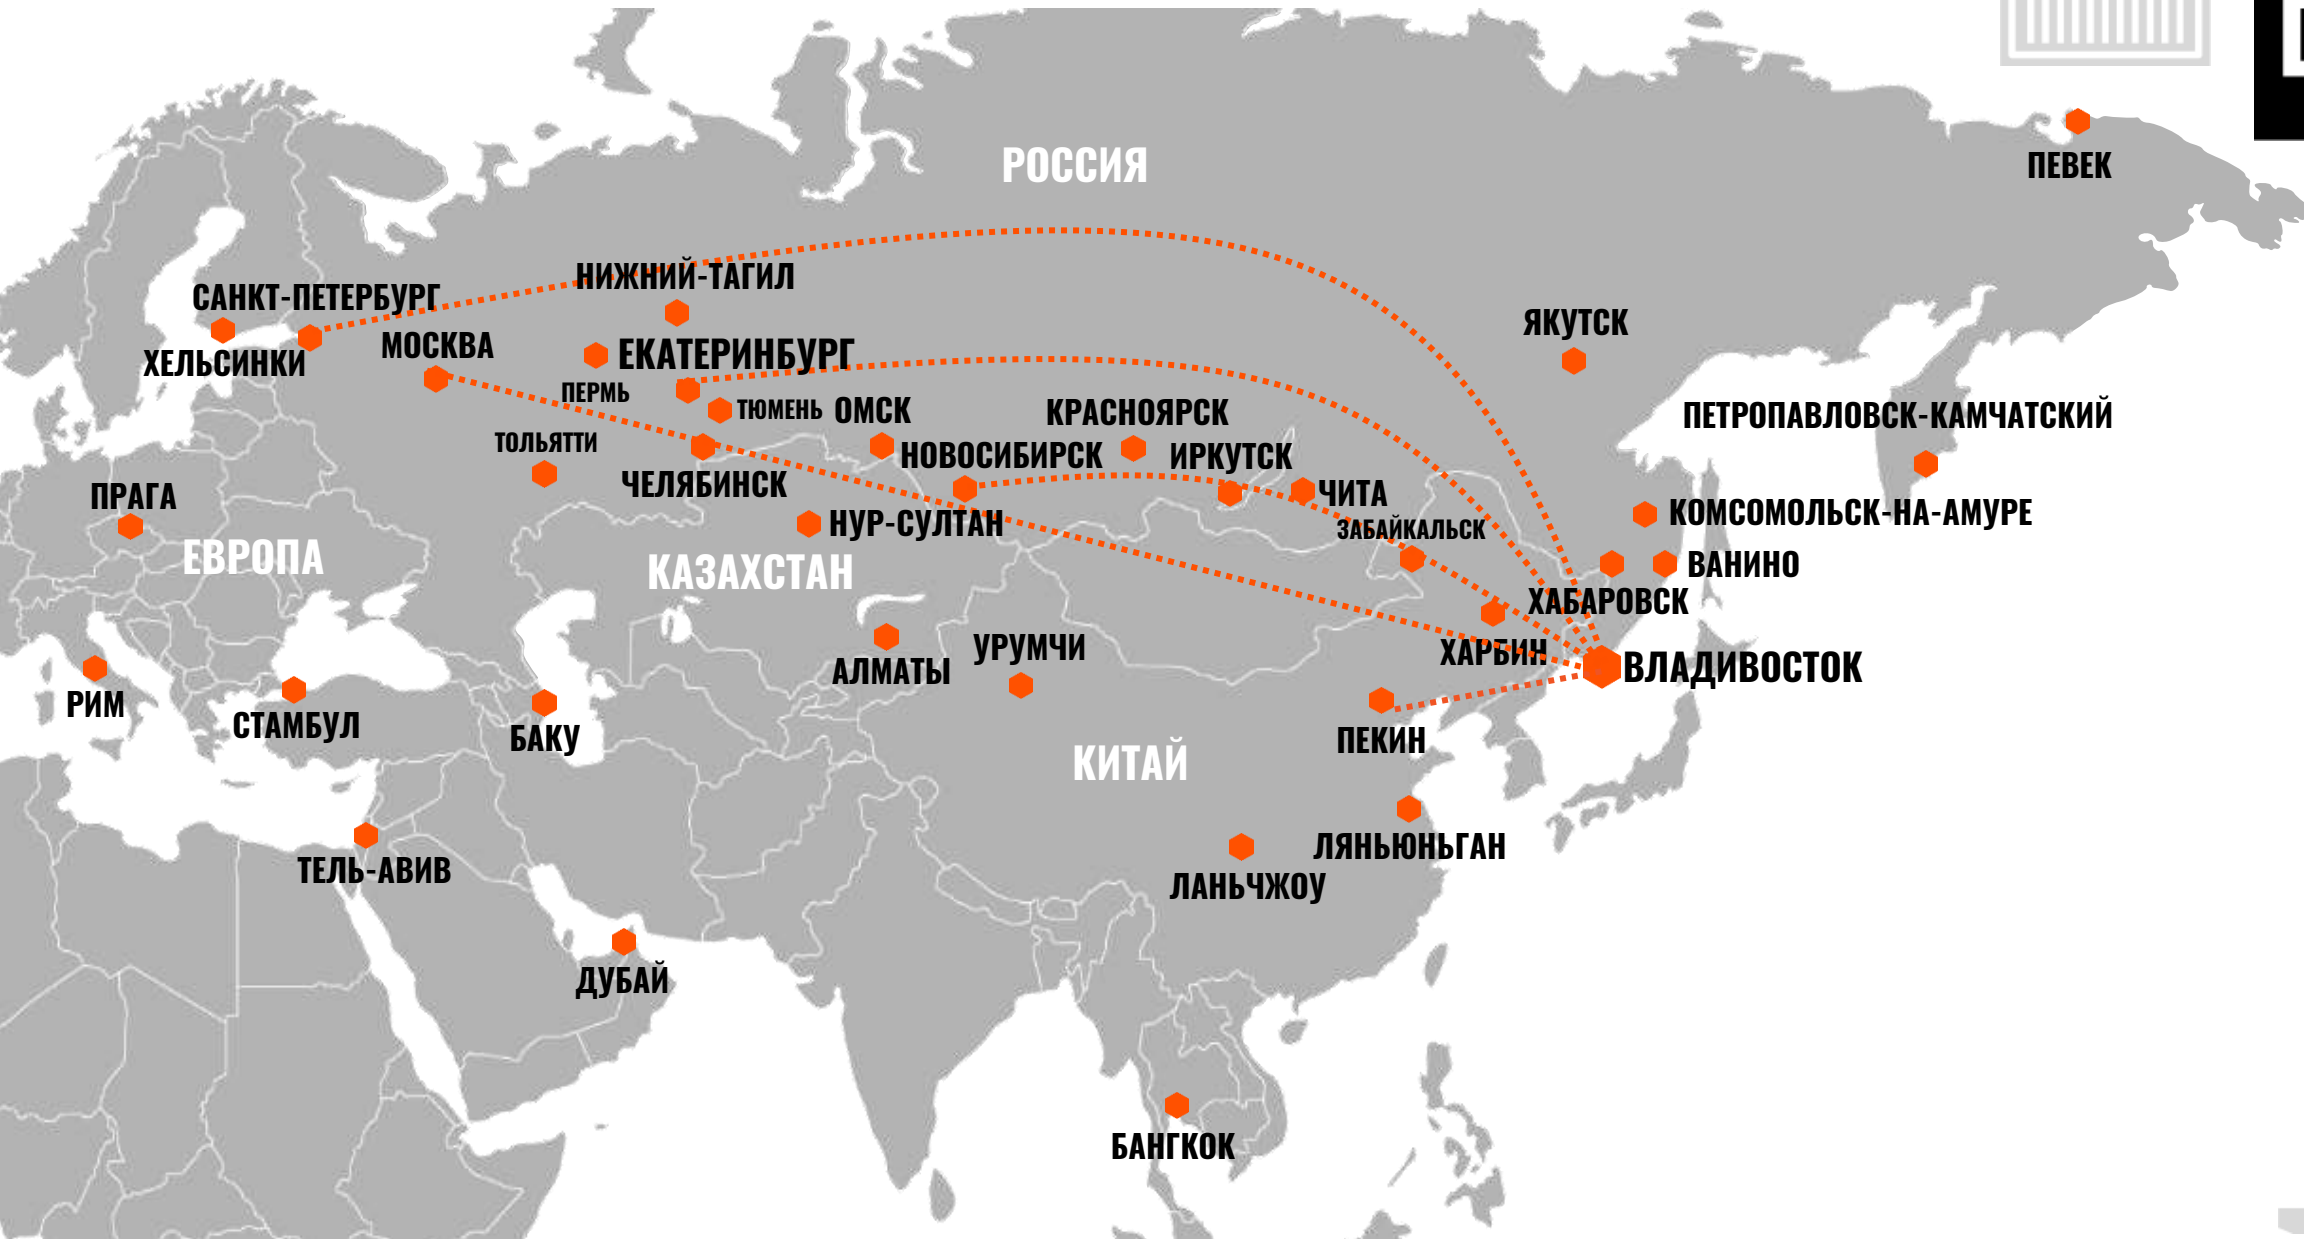 РОССИЯ
ПЕВЕК
НИЖНИЙ-ТАГИЛ
САНКТ-ПЕТЕРБУРГ
ЯКУТСК
МОСКВА
ЕКАТЕРИНБУРГ
ХЕЛЬСИНКИ
ПЕРМЬ
ТЮМЕНЬ
ОМСК
КРАСНОЯРСК
ПЕТРОПАВЛОВСК-КАМЧАТСКИЙ
ТОЛЬЯТТИ
НОВОСИБИРСК
ИРКУТСК
ЧЕЛЯБИНСК
ЧИТА
ПРАГА
КОМСОМОЛЬСК-НА-АМУРЕ
НУР-СУЛТАН
ЗАБАЙКАЛЬСК
ЕВРОПА
ВАНИНО
КАЗАХСТАН
ХАБАРОВСК
УРУМЧИ
ХАРБИН
АЛМАТЫ
ВЛАДИВОСТОК
РИМ
СТАМБУЛ
БАКУ
ПЕКИН
КИТАЙ
ЛЯНЬЮНЬГАН
ТЕЛЬ-АВИВ
ЛАНЬЧЖОУ
ДУБАЙ
БАНГКОК